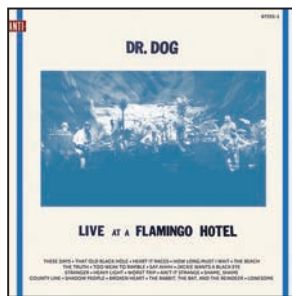 ANTI-
DR. DOG
LIVE AT A FLAMINGO HOTEL
THESE DAYS • THAT OLD BLACK HOLE • HEART IT RACES • HOW LONG MUST I WAIT • THE BEACH
THE TRUTH • TOO WEAK TO RAMBLE • SAY AHHH • JACKIE WANTS A BLACK EYE
STRANGER • HEAVY LIGHT • WORST TRIP • AIN'T IT STRANGE • SHAME, SHAME
COUNTY LINE • SHADOW PEOPLE • BROKEN HEART • THE RABBIT, THE BAT, AND THE REINDEER • LONESOME